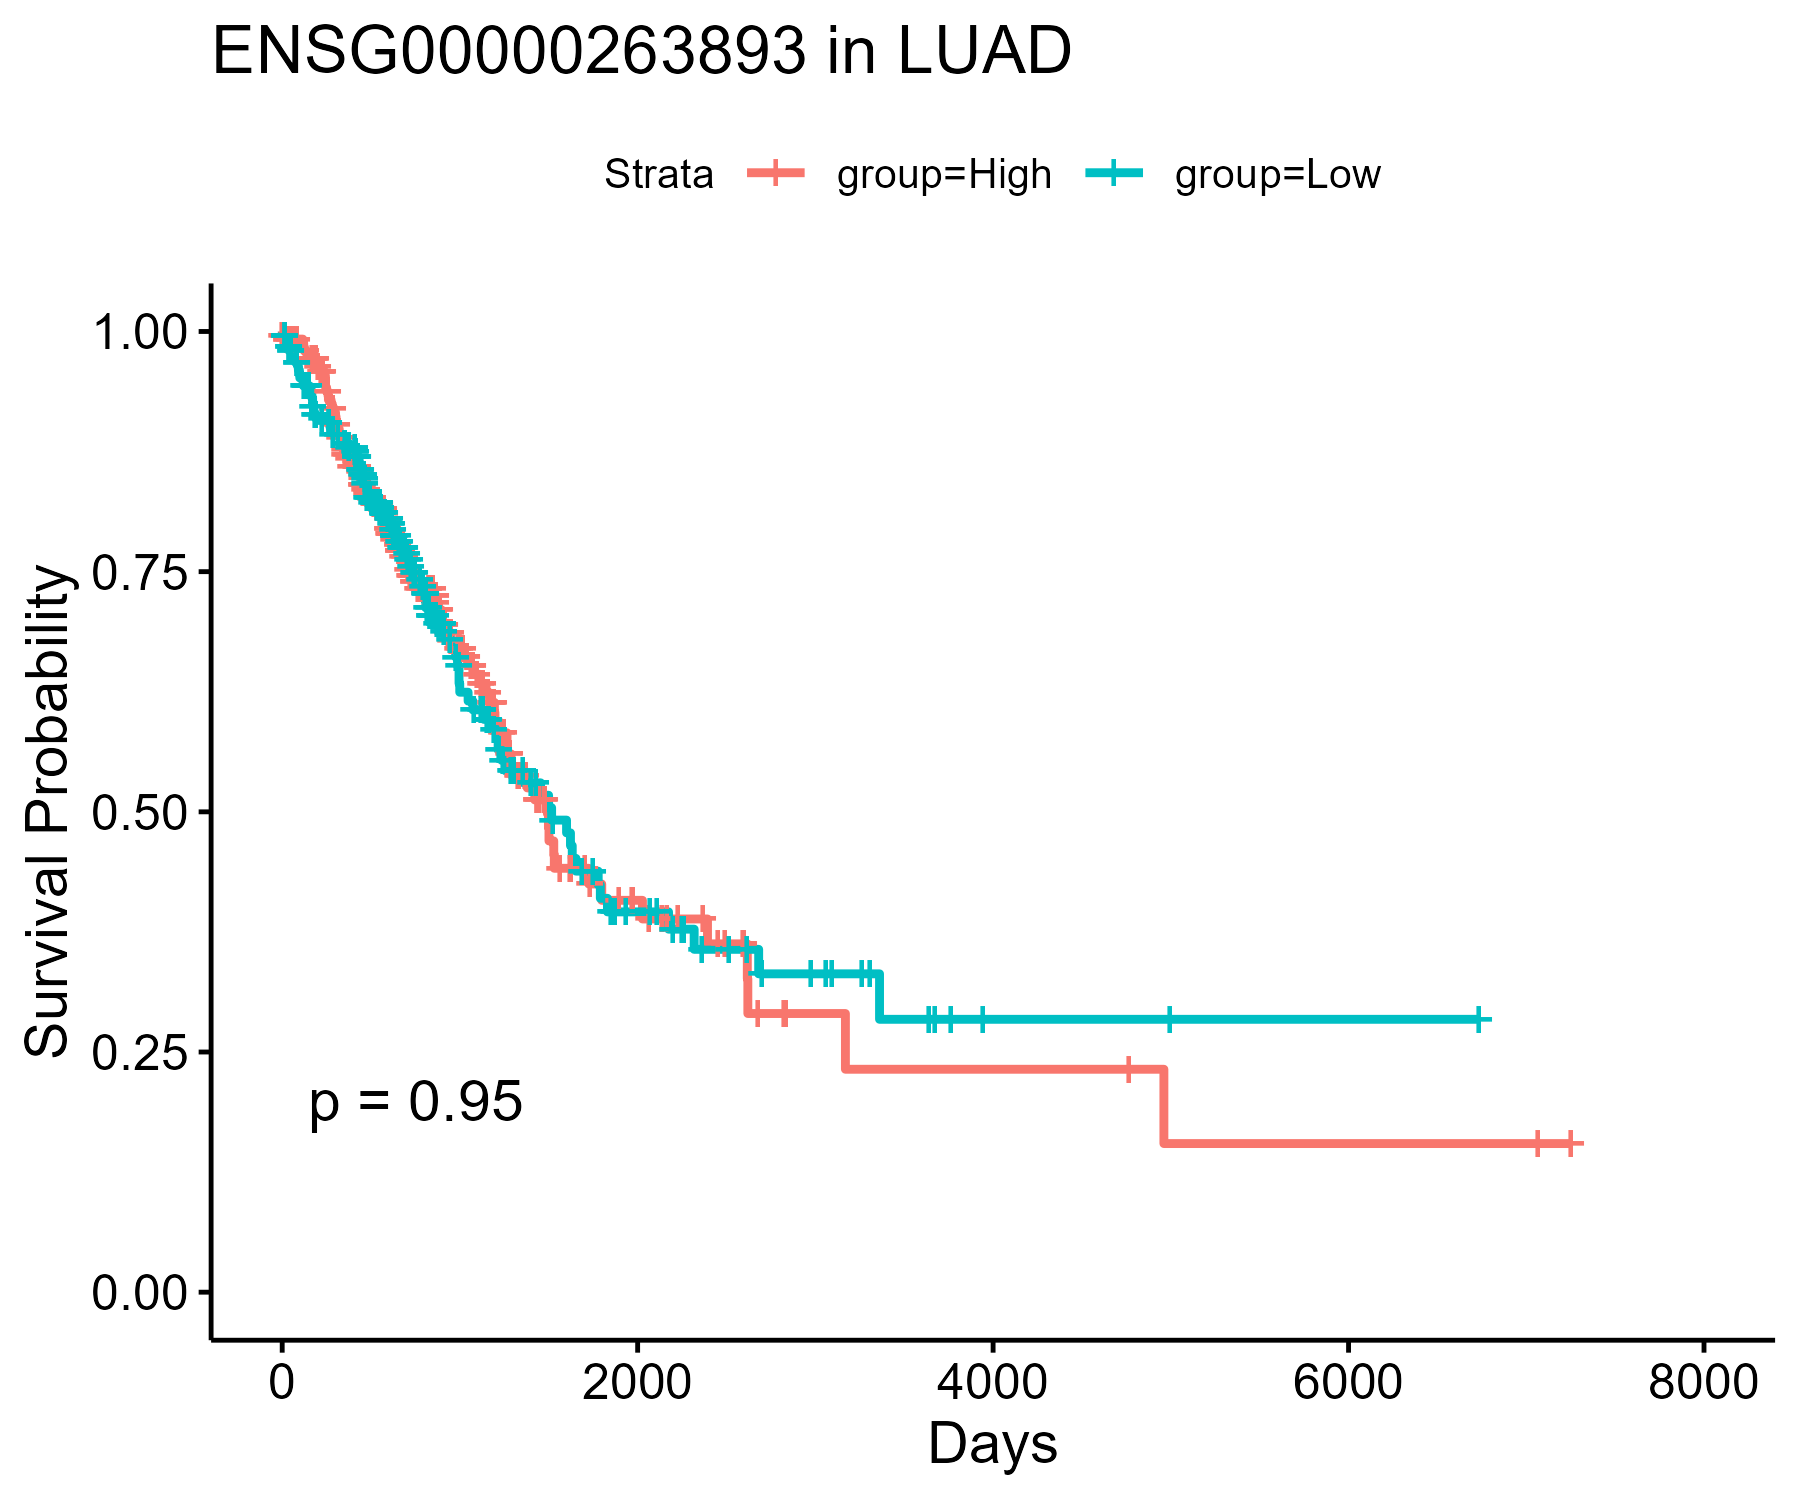 ENSG00000263893 in LUAD
Strata group=High group=Low
1.00
0.75
0.50
0.25
0.00
Survival Probability
p = 0.95
0 2000 4000 6000 8000
Days